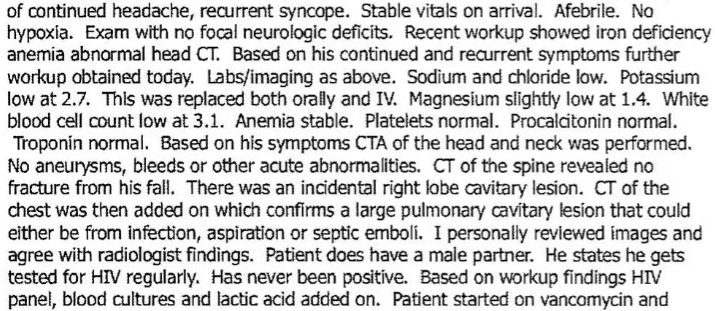 of continued headache, recurrent syncope. Stable vitals on arrival. Afebrile. No
hypoxia. Exam with no focal neurologic deficits. Recent workup showed iron deficiency
anemia abnormal head CT. Based on his continued and recurrent symptoms further
workup obtained today. Labs/imaging as above. Sodium and chloride low. Potassium
low at 2.7. This was replaced both orally and IV. Magnesium slightly low at 1.4. White
blood cell count low at 3.1. Anemia stable. Platelets normal. Procalcitonin normal.
Troponin normal. Based on his symptoms CTA of the head and neck was performed.
No aneurysms, bleeds or other acute abnormalities. CT of the spine revealed no
fracture from his fall. There was an incidental right lobe cavitary lesion. CT of the
chest was then added on which confirms a large pulmonary cavitary lesion that could
either be from infection, aspiration or septic emboli. I personally reviewed images and
agree with radiologist findings. Patient does have a male partner. He states he gets
tested for HIV regularly. Has never been positive. Based on workup findings HIV
panel, blood cultures and lactic acid added on. Patient started on vancomycin and